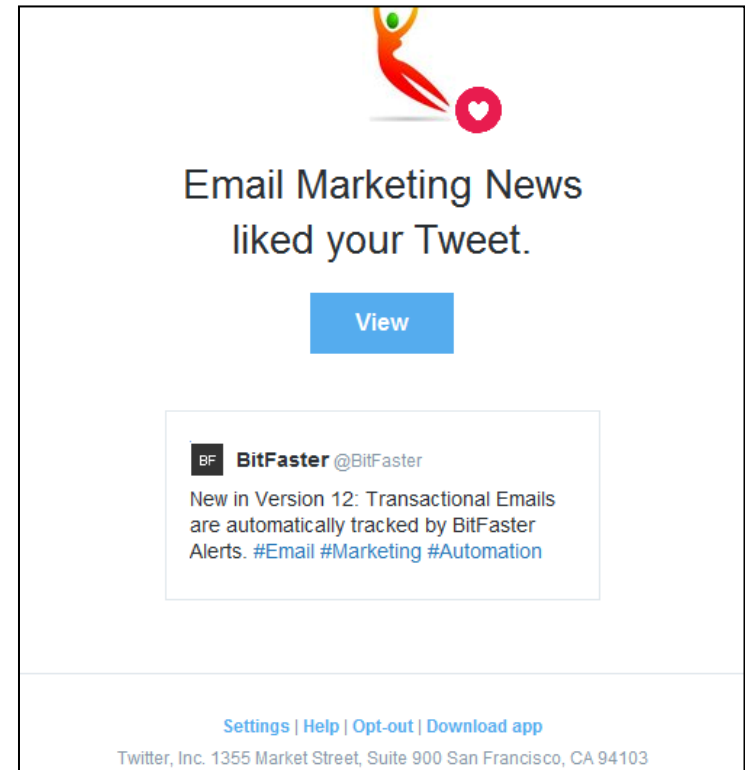 Email Marketing News
liked your Tweet.
View
BF BitFaster @BitFaster
New in Version 12: Transactional Emails
are automatically tracked by BitFaster
Alerts. #Email #Marketing #Automation
Settings | Help | Opt-out | Download app
Twitter, Inc. 1355 Market Street, Suite 900 San Francisco, CA 94103